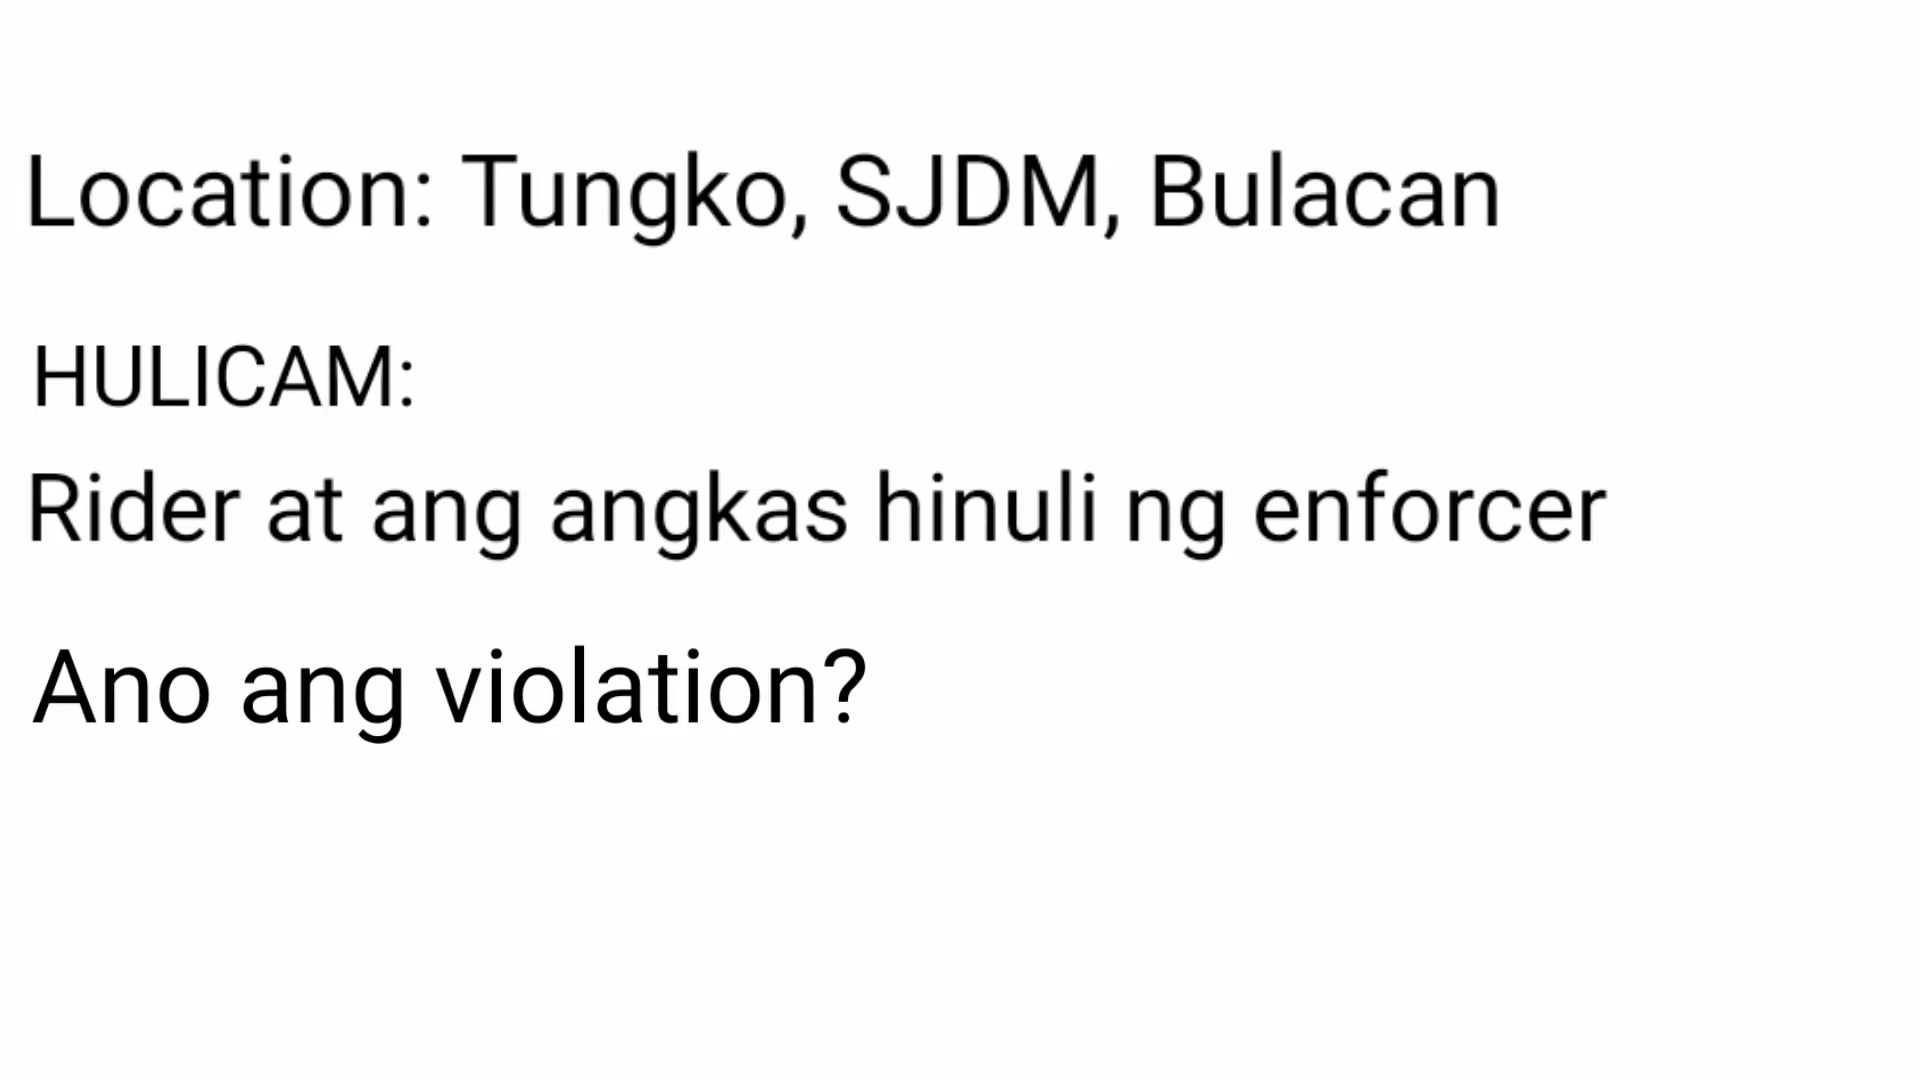 Location: Tungko, SJDM, Bulacan
HULICAM:
Rider at ang angkas hinuli ng enforcer
Ano ang violation?